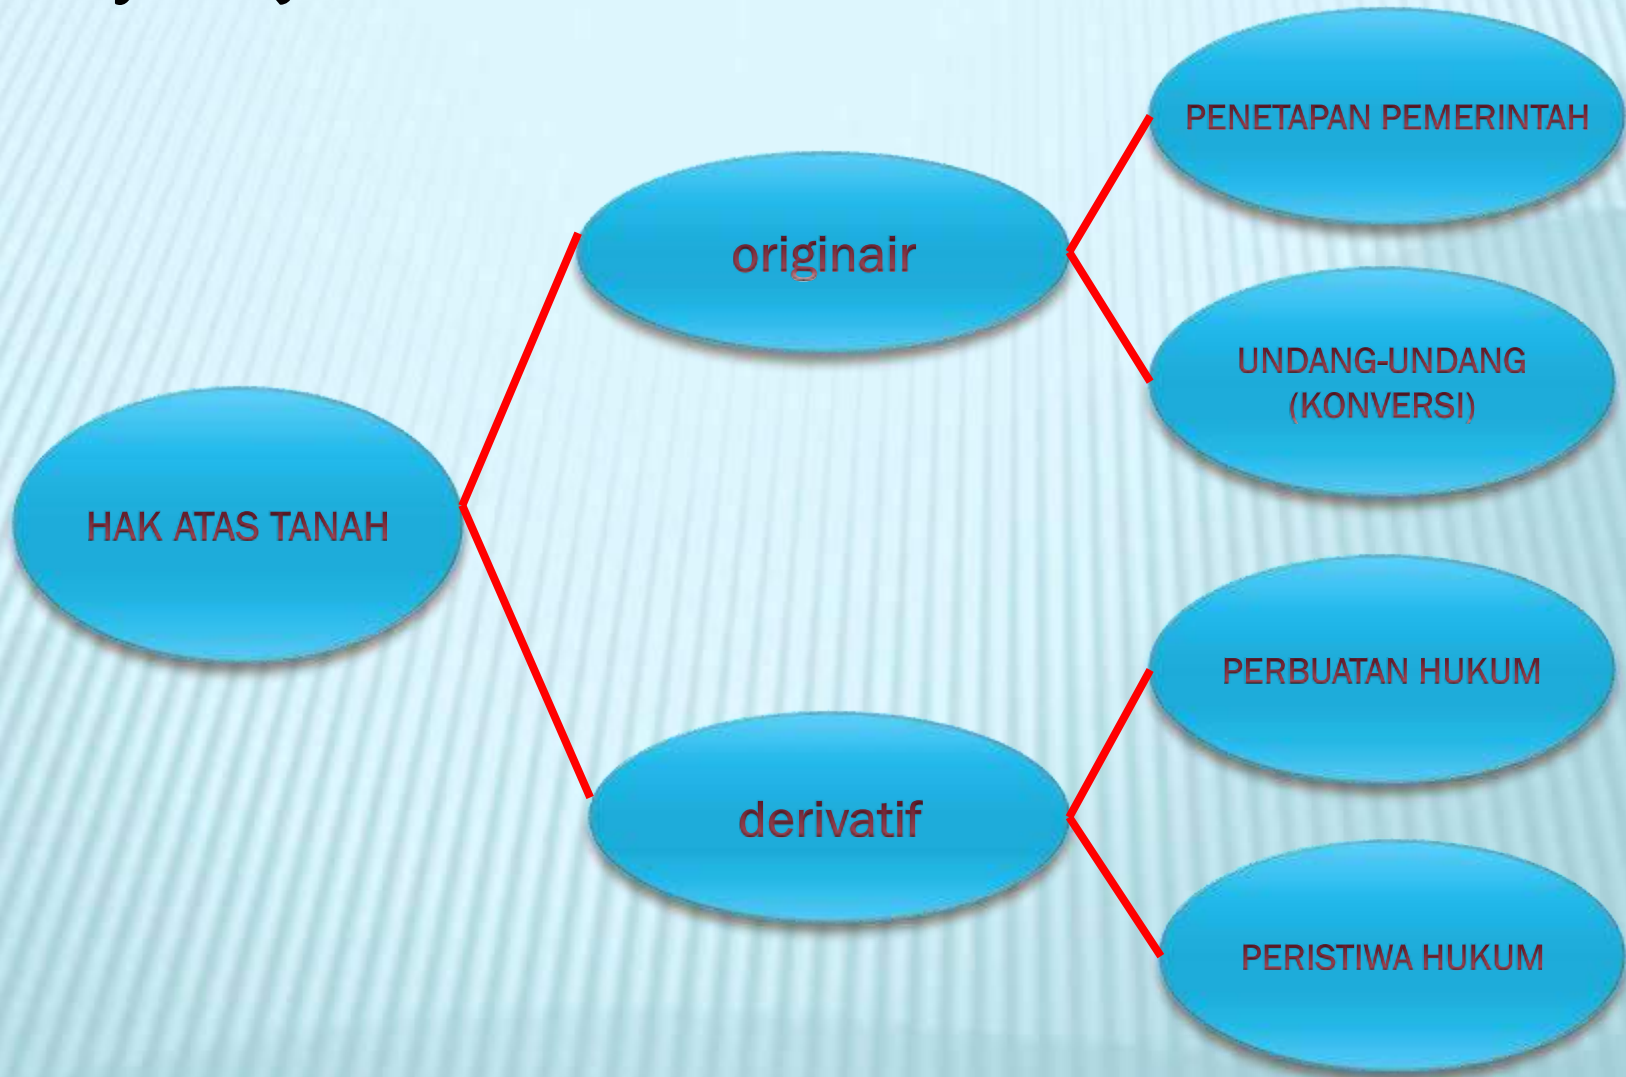 HAK ATAS TANAH
originair
PENETAPAN PEMERINTAH
UNDANG-UNDANG
(KONVERSI)
derivatif
PERBUATAN HUKUM
PERISTIWA HUKUM